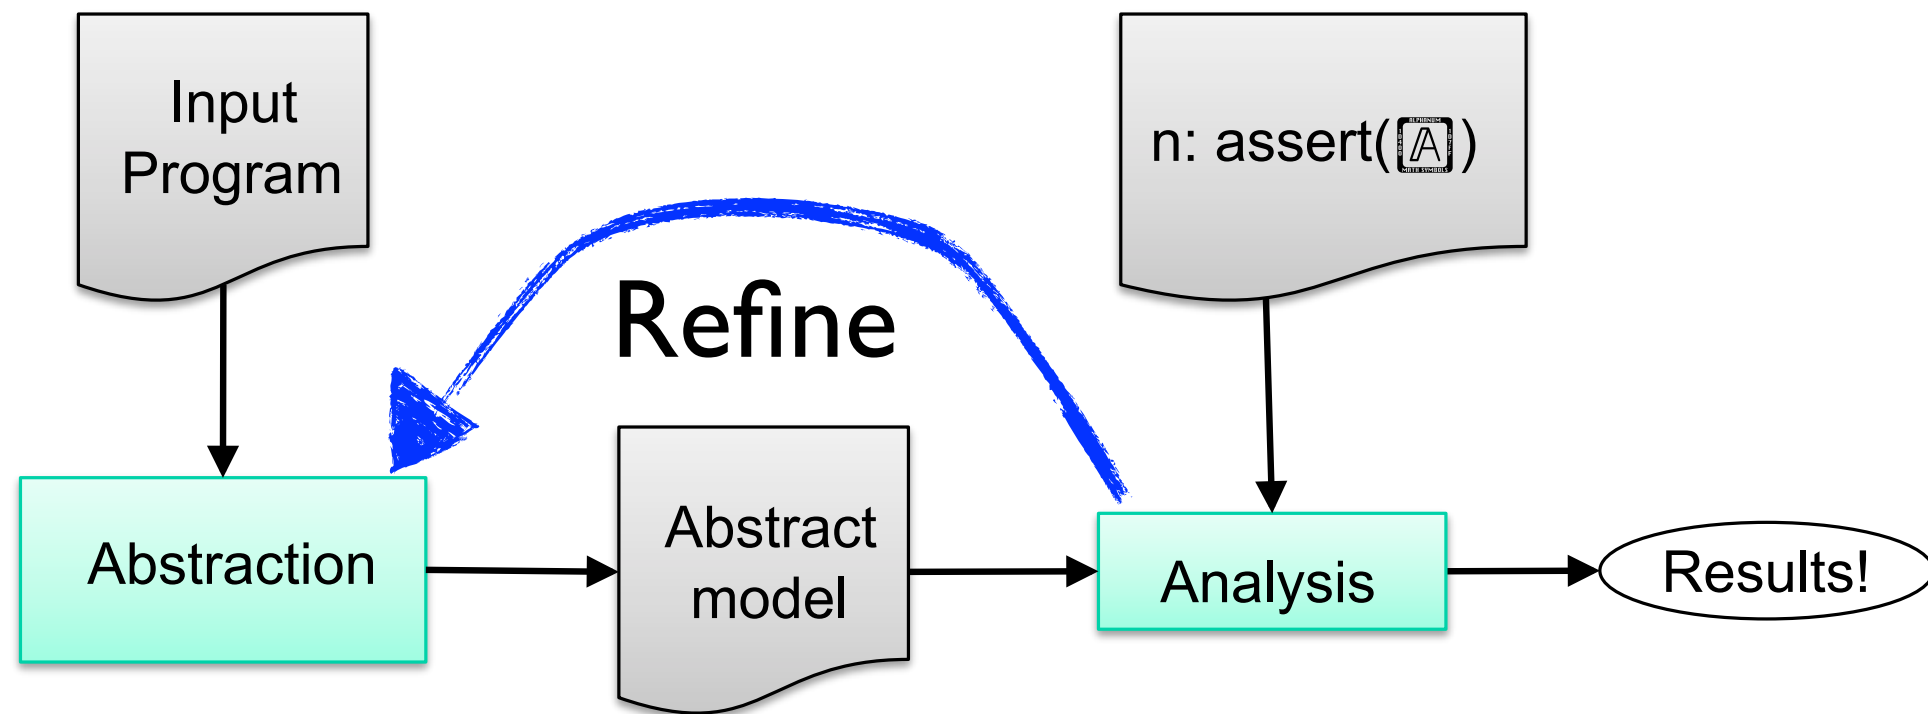 Input
Program
n: assert(𝔸)
Refine
Abstraction
Abstract
model
Analysis
Results!